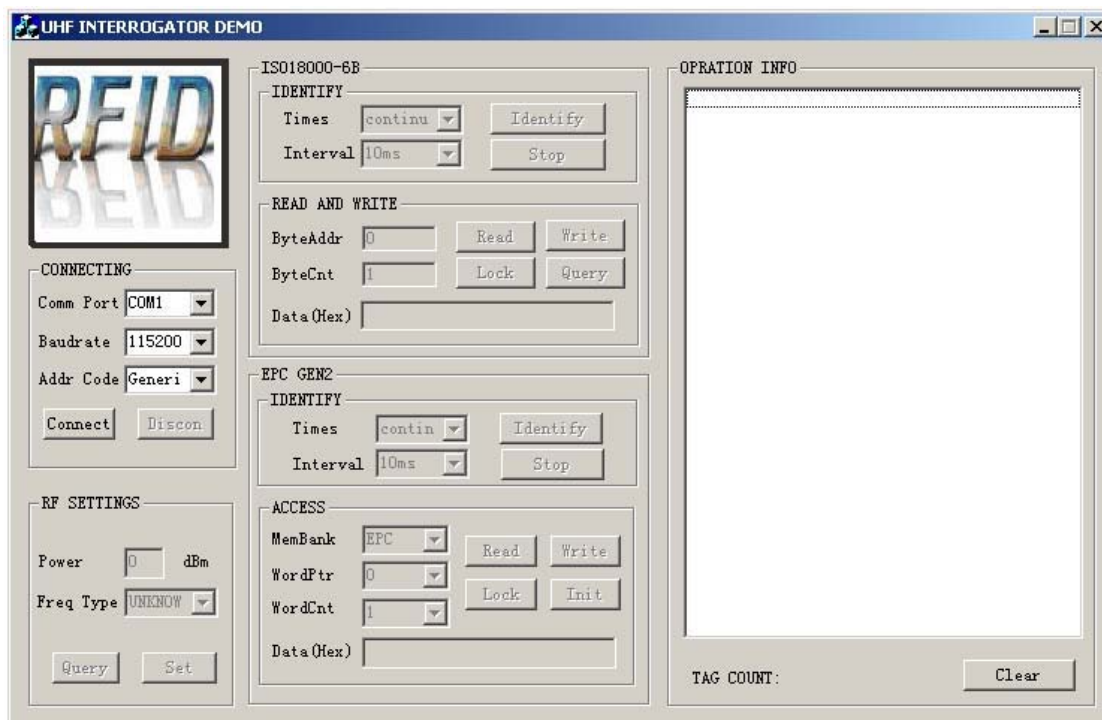 UHF INTERROGATOR DEMO
RFID
CONNECTING
Comm Port COM1
Baudrate 115200
Addr Code Generi
Connect Discon
RF SETTINGS
Power 0 dBm
Freq Type UNKNOW
Query Set
ISO18000-6B
IDENTIFY
Times continu Identify
Interval 10ms Stop
READ AND WRITE
ByteAddr 0 Read Write
ByteCnt 1 Lock Query
Data(Hex)
EPC GEN2
IDENTIFY
Times contin Identify
Interval 10ms Stop
ACCESS
MemBank EPC Read Write
WordPtr 0
Lock Init
WordCnt 1
Data(Hex)
OPRATION INFO
TAG COUNT: Clear